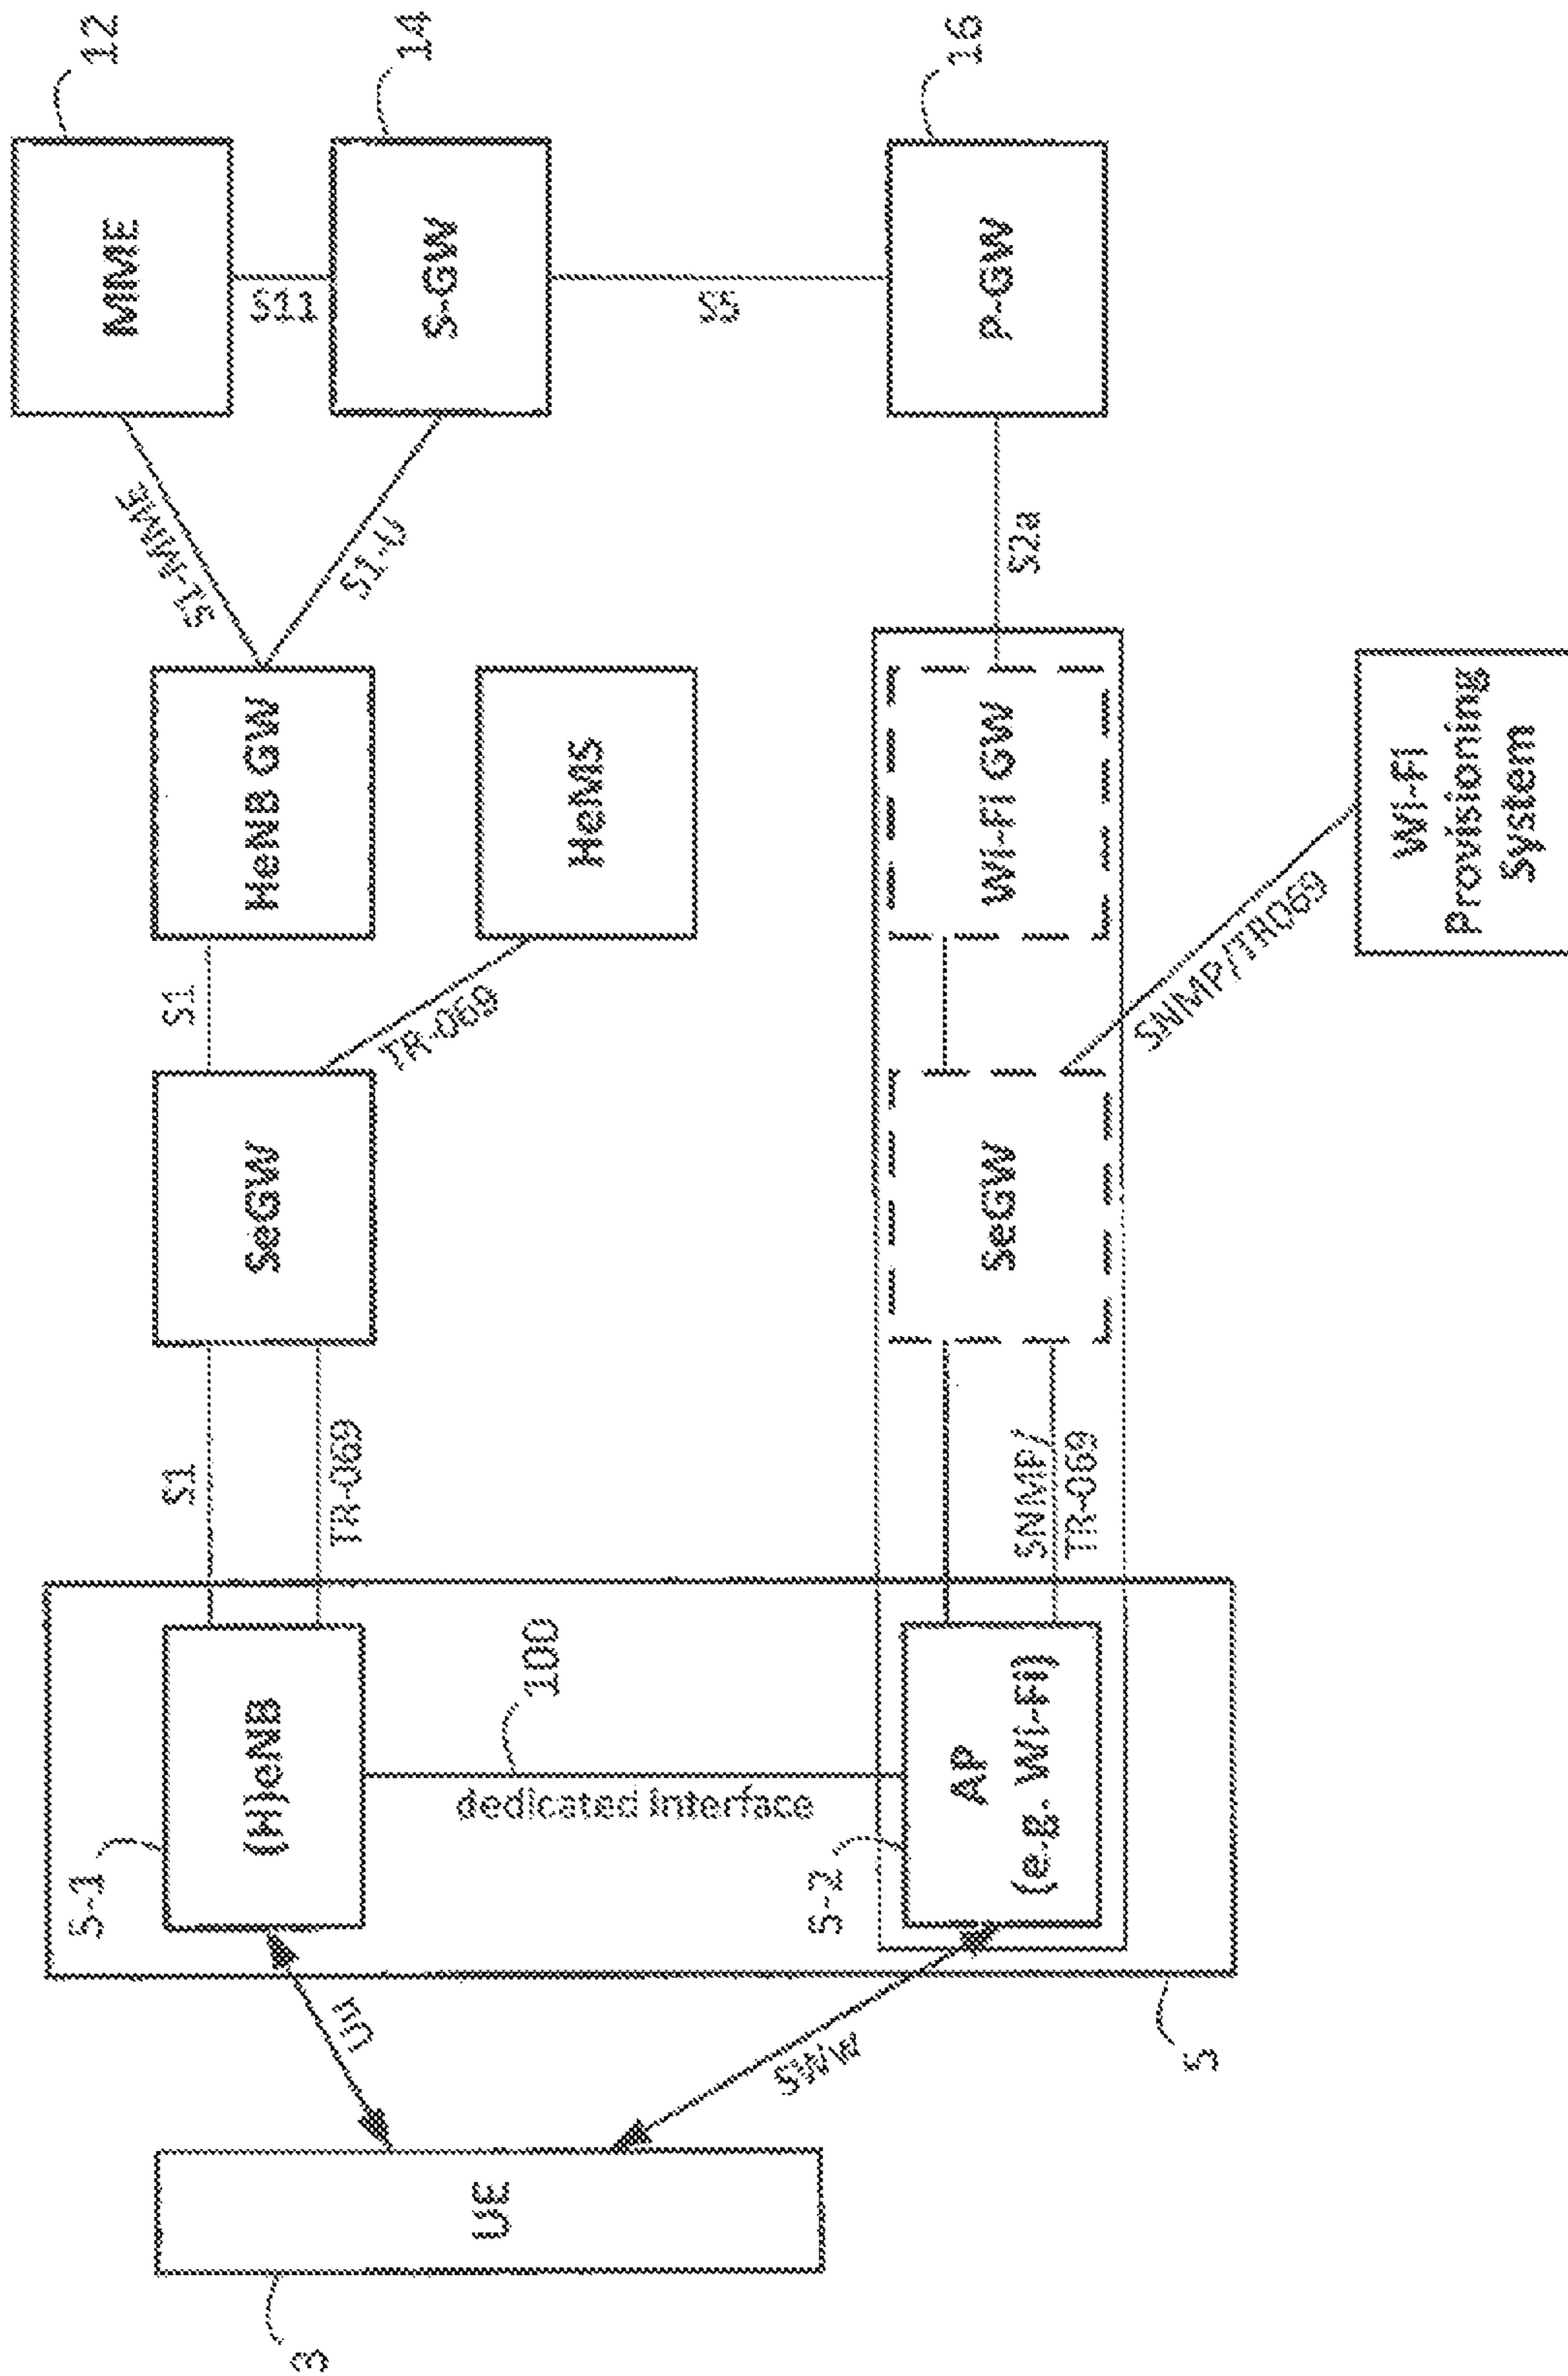 3
UE
Uu
SWw
5
5-1
(H)eNB
100
dedicated interface
5-2
AP
(e.g. Wi-Fi)
S1
TR-069
SNMP/
TR-069
SeGW
SeGW
S1
TR-069
SNMP/TR069
HeNB GW
HeMS
Wi-Fi GW
Wi-Fi
Provisioning
System
S1-MME
S1-U
S2a
MME
S11
S-GW
S5
P-GW
12
14
16